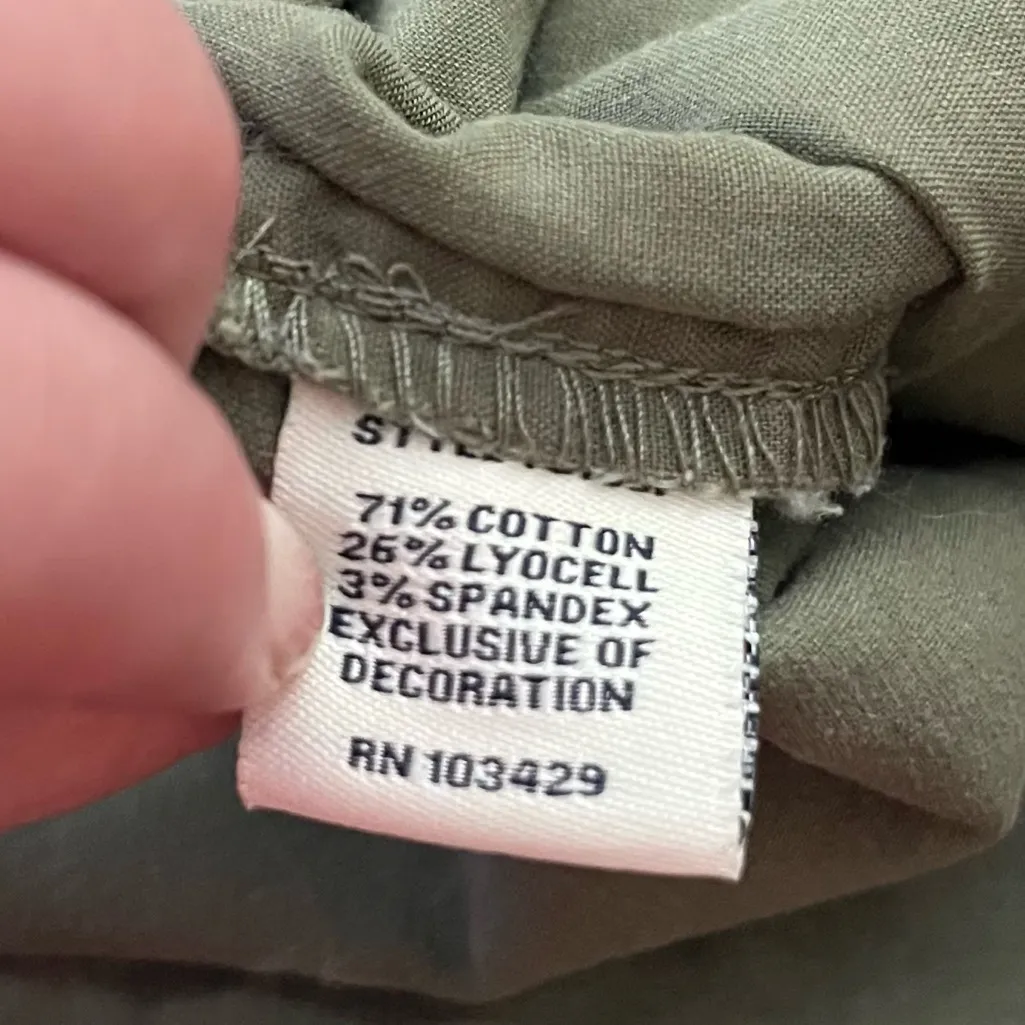 71% COTTON
26% LYOCELL
3% SPANDEX
EXCLUSIVE OF
DECORATION
RN 103429